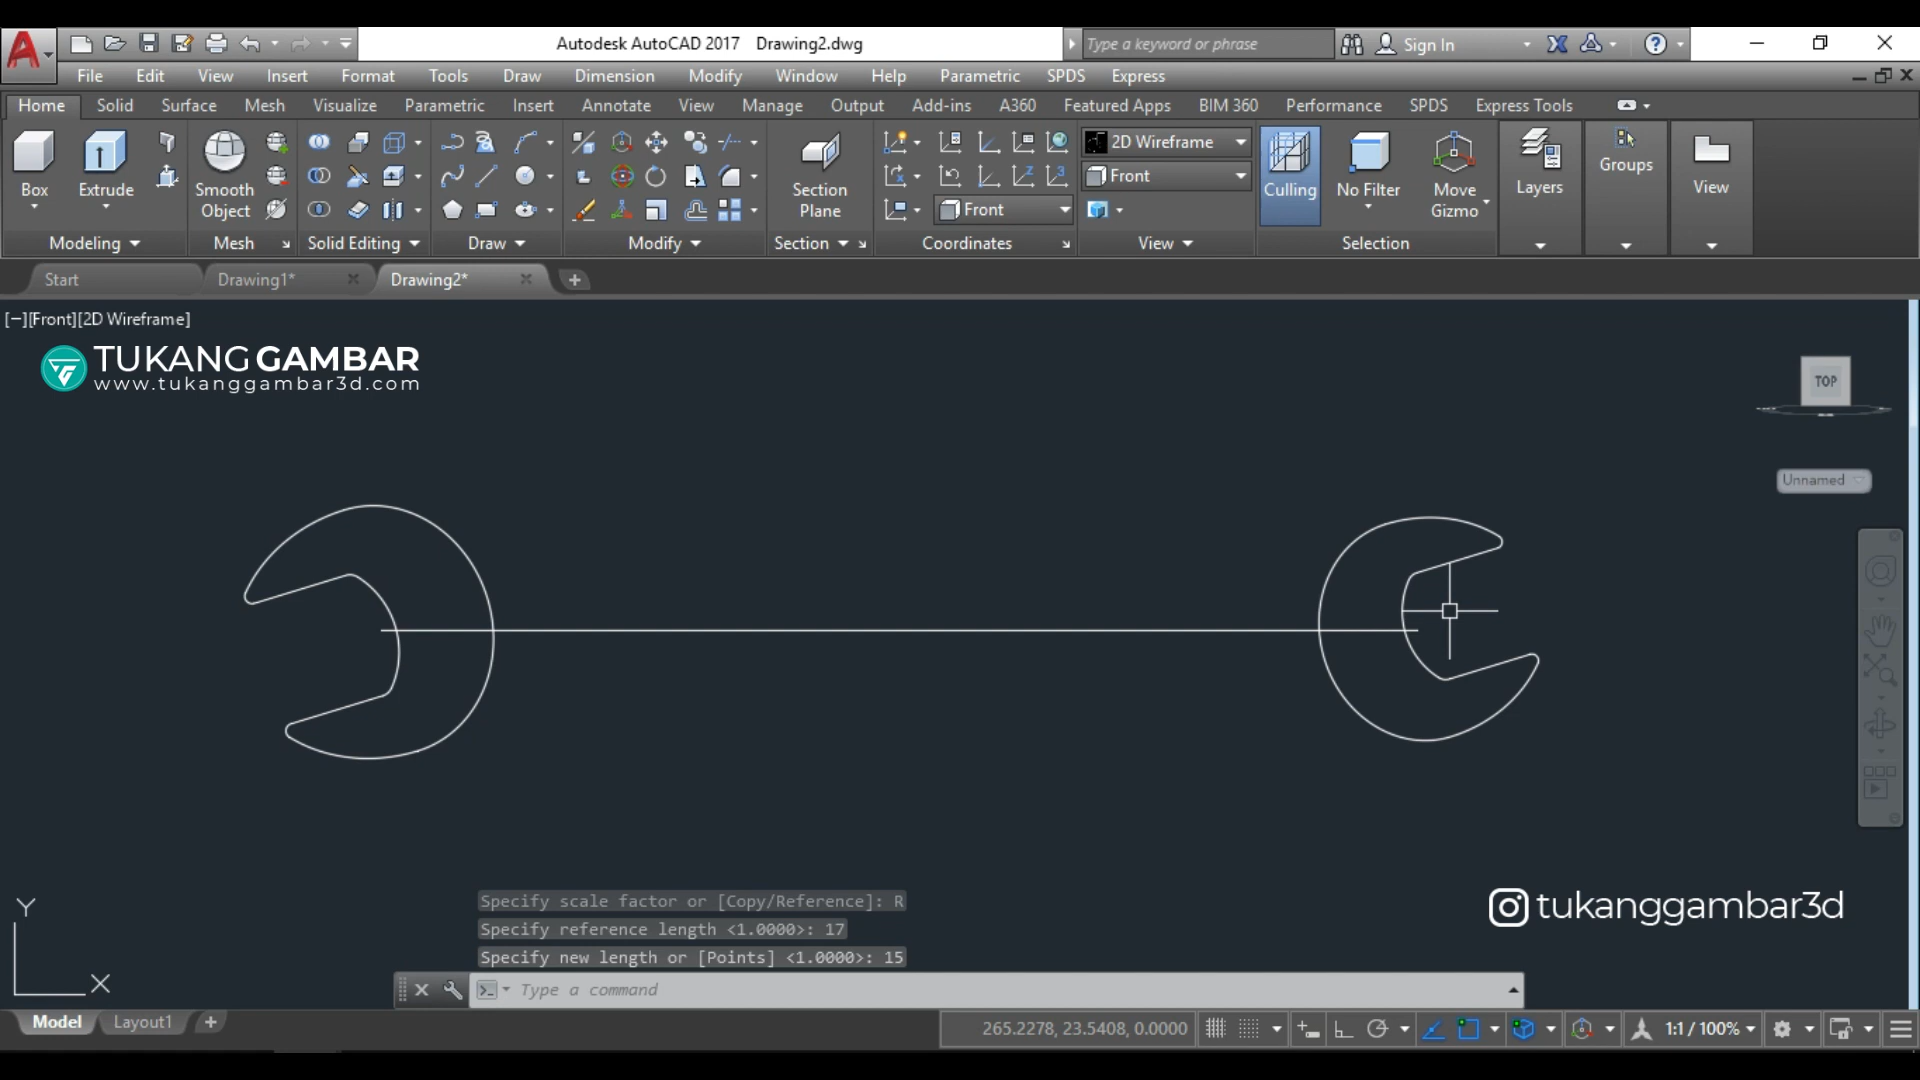 Autodesk AutoCAD 2017 Drawing2.dwg
Type a keyword or phrase
Sign In
File Edit View Insert Format Tools Draw Dimension Modify Window Help Parametric SPDS Express
Home Solid Surface Mesh Visualize Parametric Insert Annotate View Manage Output Add-ins A360 Featured Apps BIM 360 Performance SPDS Express Tools
2D Wireframe
Front
Front
Box Extrude Smooth Object Section Plane Culling No Filter Move Gizmo Layers Groups View
Modeling Mesh Solid Editing Draw Modify Section Coordinates View Selection
Start Drawing1* Drawing2*
[−][Front][2D Wireframe]
TUKANG GAMBAR
www.tukanggambar3d.com
TOP
Unnamed
Specify scale factor or [Copy/Reference]: R
Specify reference length <1.0000>: 17
Specify new length or [Points] <1.0000>: 15
tukanggambar3d
Y
X
Type a command
Model Layout1
265.2278, 23.5408, 0.0000
1:1 / 100%